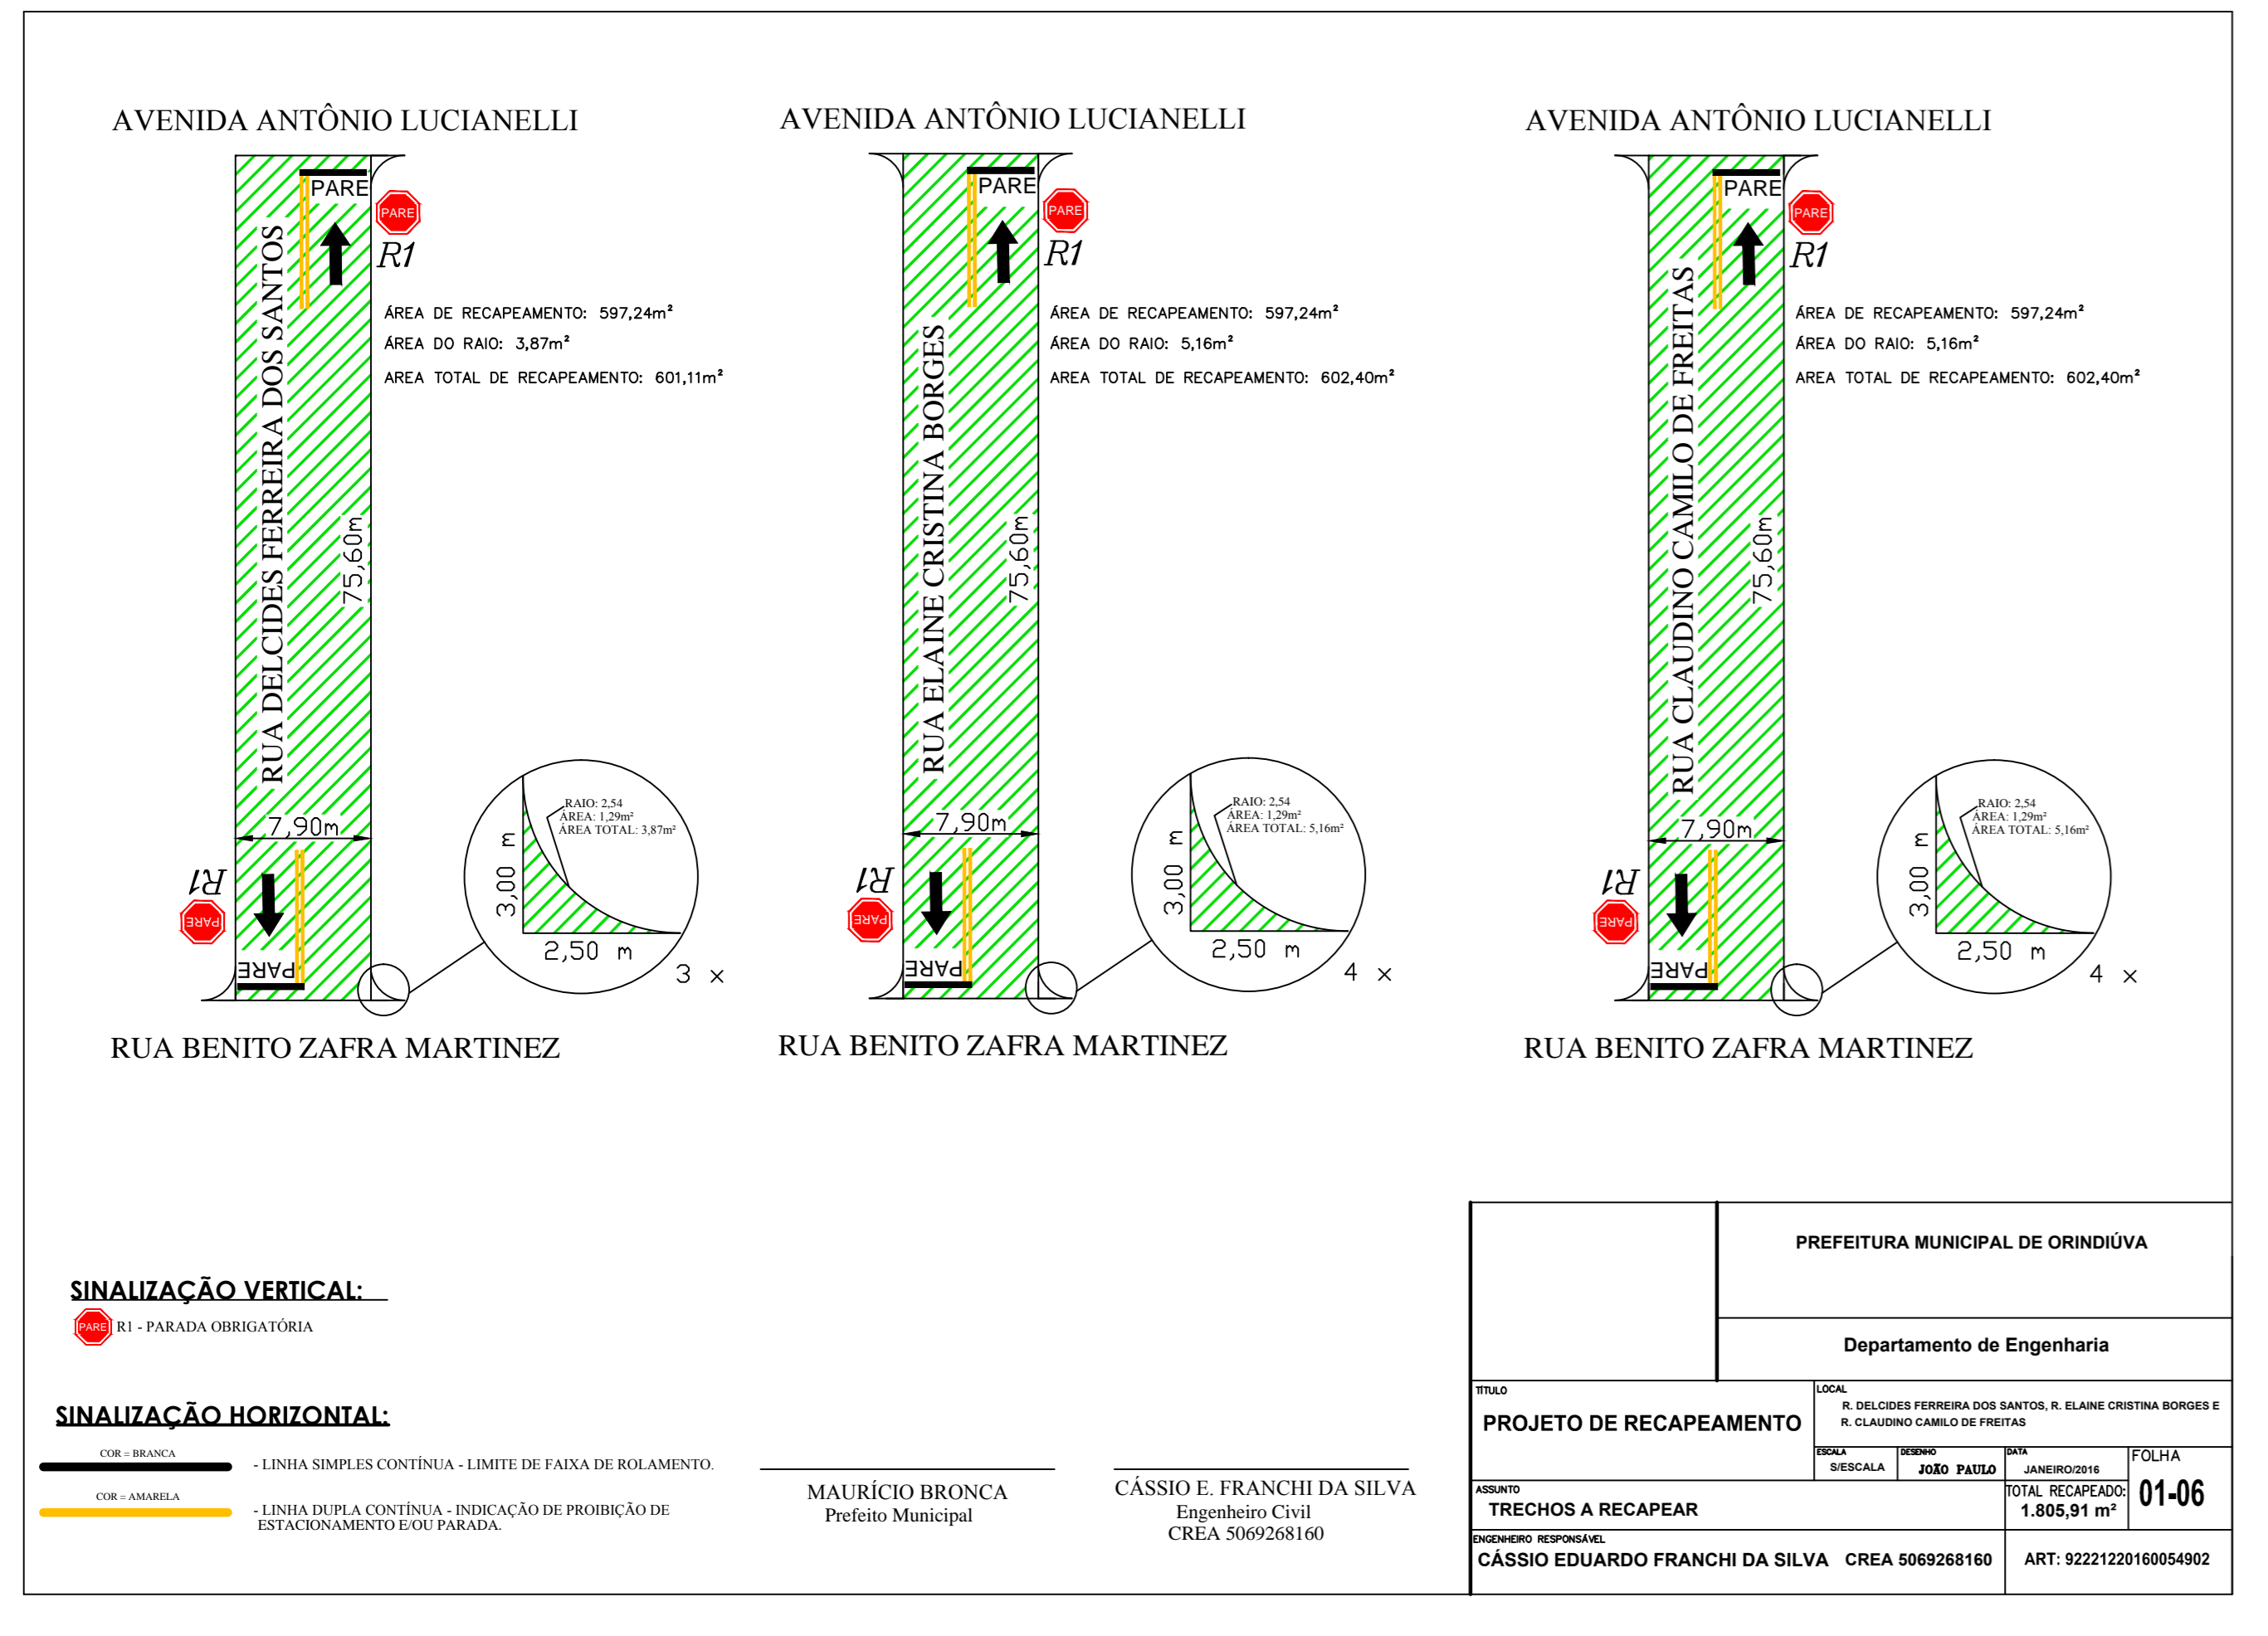 AVENIDA ANTÔNIO LUCIANELLI
PARE
PARE
R1
RUA DELCIDES FERREIRA DOS SANTOS
ÁREA DE RECAPEAMENTO: 597,24m²
ÁREA DO RAIO: 3,87m²
AREA TOTAL DE RECAPEAMENTO: 601,11m²
75,60m
7,90m
RAIO: 2,54
ÁREA: 1,29m²
ÁREA TOTAL: 3,87m²
3,00 m
2,50 m
3 x
R1
PARE
PARE
RUA BENITO ZAFRA MARTINEZ
AVENIDA ANTÔNIO LUCIANELLI
PARE
PARE
R1
RUA ELAINE CRISTINA BORGES
ÁREA DE RECAPEAMENTO: 597,24m²
ÁREA DO RAIO: 5,16m²
AREA TOTAL DE RECAPEAMENTO: 602,40m²
75,60m
7,90m
RAIO: 2,54
ÁREA: 1,29m²
ÁREA TOTAL: 5,16m²
3,00 m
2,50 m
4 x
R1
PARE
PARE
RUA BENITO ZAFRA MARTINEZ
AVENIDA ANTÔNIO LUCIANELLI
PARE
PARE
R1
RUA CLAUDINO CAMILO DE FREITAS
ÁREA DE RECAPEAMENTO: 597,24m²
ÁREA DO RAIO: 5,16m²
AREA TOTAL DE RECAPEAMENTO: 602,40m²
75,60m
7,90m
RAIO: 2,54
ÁREA: 1,29m²
ÁREA TOTAL: 5,16m²
3,00 m
2,50 m
4 x
R1
PARE
PARE
RUA BENITO ZAFRA MARTINEZ
SINALIZAÇÃO VERTICAL:
PARE R1 - PARADA OBRIGATÓRIA
SINALIZAÇÃO HORIZONTAL:
COR = BRANCA
- LINHA SIMPLES CONTÍNUA - LIMITE DE FAIXA DE ROLAMENTO.
COR = AMARELA
- LINHA DUPLA CONTÍNUA - INDICAÇÃO DE PROIBIÇÃO DE
ESTACIONAMENTO E/OU PARADA.
MAURÍCIO BRONCA
Prefeito Municipal
CÁSSIO E. FRANCHI DA SILVA
Engenheiro Civil
CREA 5069268160
PREFEITURA MUNICIPAL DE ORINDIÚVA
Departamento de Engenharia
TÍTULO
PROJETO DE RECAPEAMENTO
LOCAL
R. DELCIDES FERREIRA DOS SANTOS, R. ELAINE CRISTINA BORGES E
R. CLAUDINO CAMILO DE FREITAS
ESCALA
S/ESCALA
DESENHO
JOÃO PAULO
DATA
JANEIRO/2016
FOLHA
01-06
ASSUNTO
TRECHOS A RECAPEAR
TOTAL RECAPEADO:
1.805,91 m²
ENGENHEIRO RESPONSÁVEL
CÁSSIO EDUARDO FRANCHI DA SILVA CREA 5069268160
ART: 92221220160054902